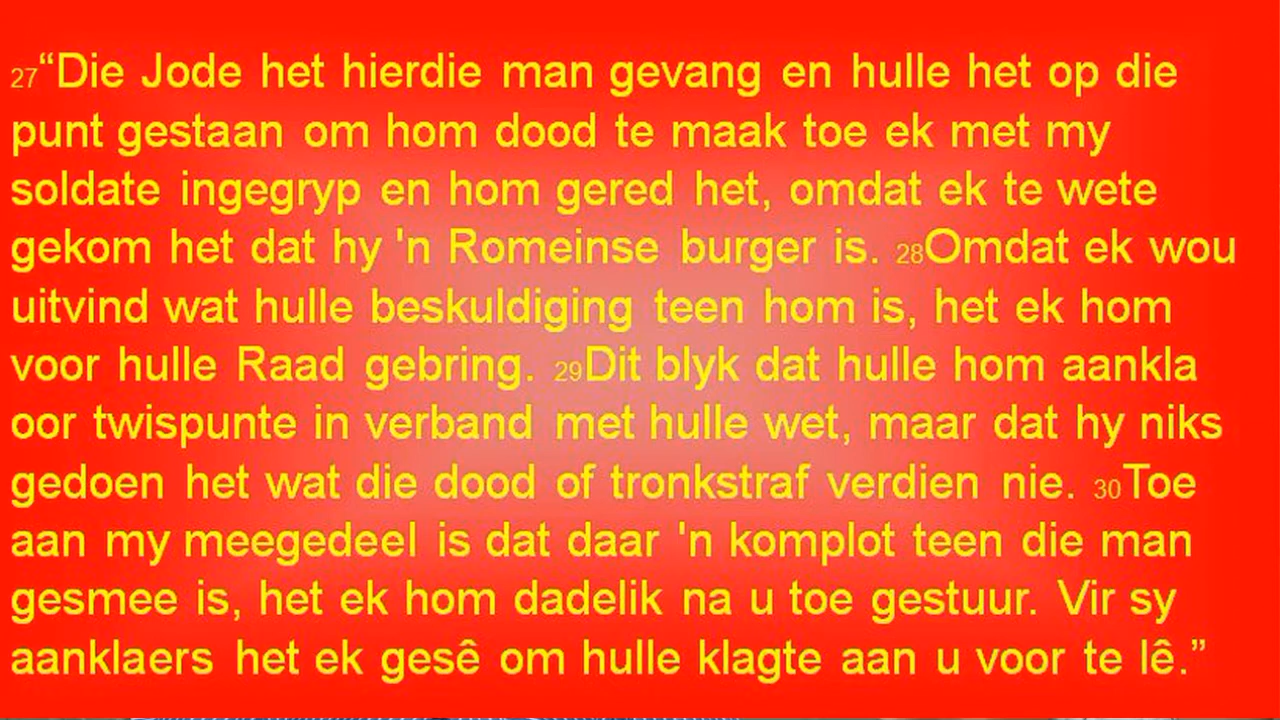 27“Die Jode het hierdie man gevang en hulle het op die
punt gestaan om hom dood te maak toe ek met my
soldate ingegryp en hom gered het, omdat ek te wete
gekom het dat hy 'n Romeinse burger is. 28Omdat ek wou
uitvind wat hulle beskuldiging teen hom is, het ek hom
voor hulle Raad gebring. 29Dit blyk dat hulle hom aankla
oor twispunte in verband met hulle wet, maar dat hy niks
gedoen het wat die dood of tronkstraf verdien nie. 30Toe
aan my meegedeel is dat daar 'n komplot teen die man
gesmee is, het ek hom dadelik na u toe gestuur. Vir sy
aanklaers het ek gesê om hulle klagte aan u voor te lê.”